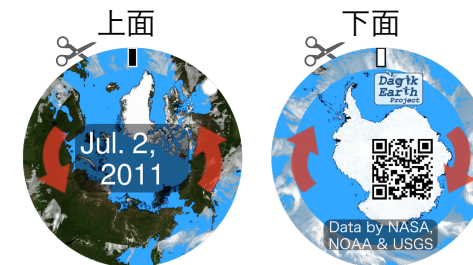 上面
下面
Jul. 2,
2011
Dagik
Earth
Project
Data by NASA,
NOAA & USGS